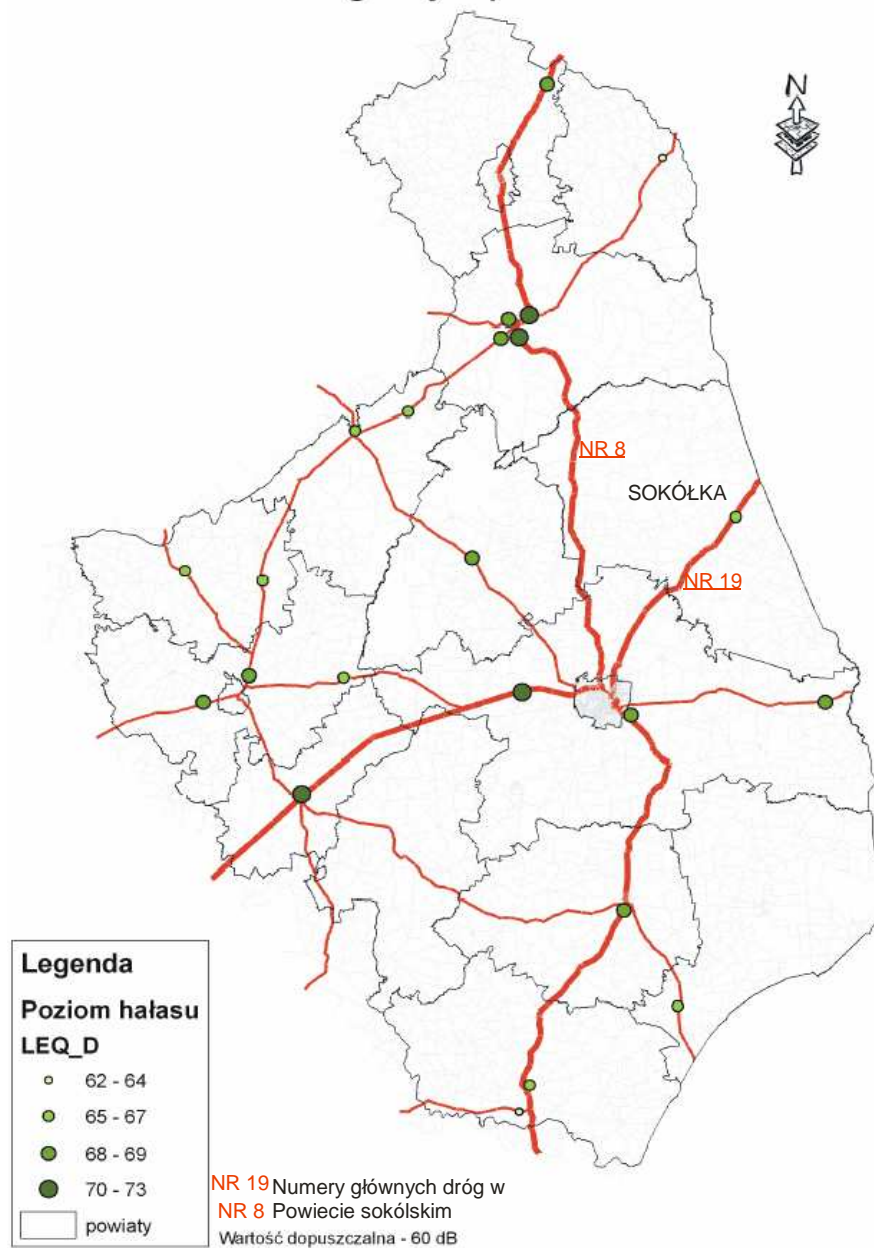 N
NR 8
SOKÓŁKA
NR 19
Legenda
Poziom hałasu
LEQ_D
62 - 64
65 - 67
68 - 69
70 - 73
powiaty
NR 19 Numery głównych dróg w
NR 8 Powiecie sokólskim
Wartość dopuszczalna - 60 dB